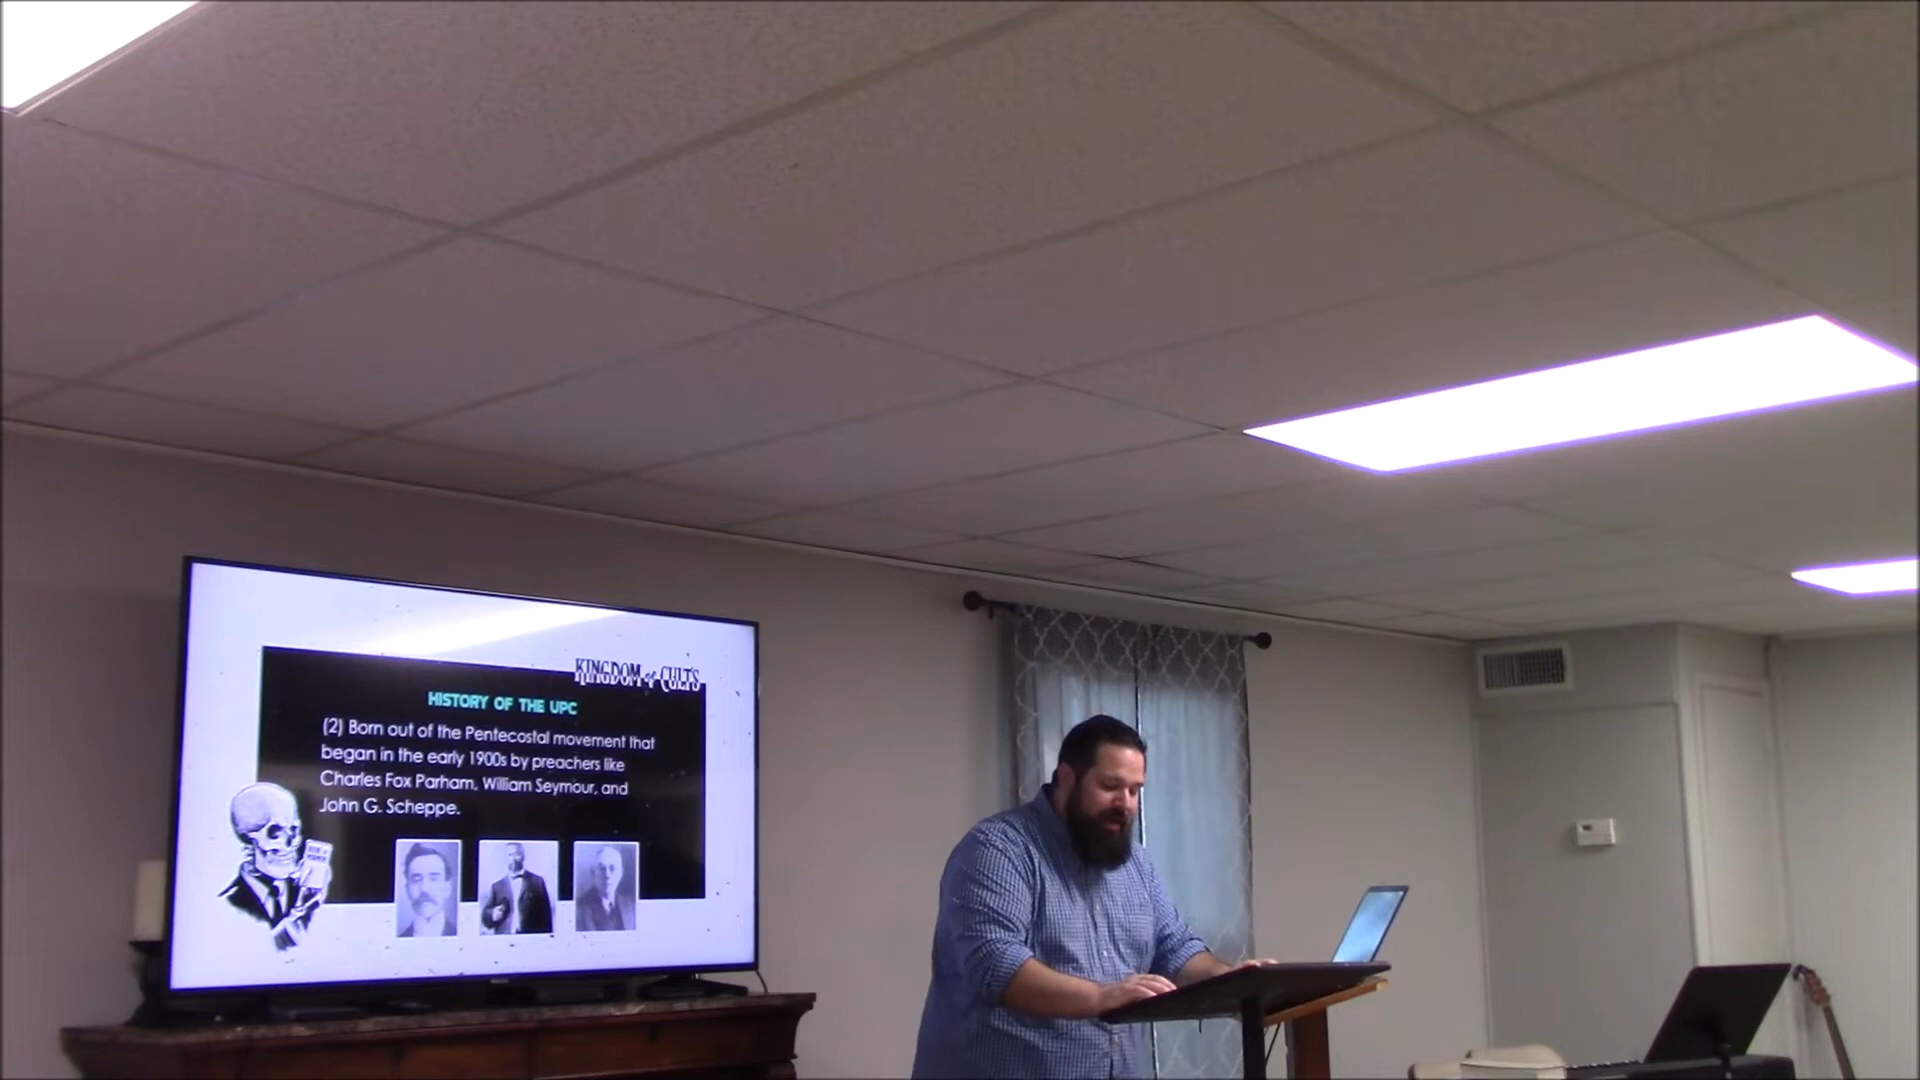 KINGDOM of CULTS
HISTORY OF THE UPC
(2) Born out of the Pentecostal movement that
began in the early 1900s by preachers like
Charles Fox Parham, William Seymour, and
John G. Scheppe.